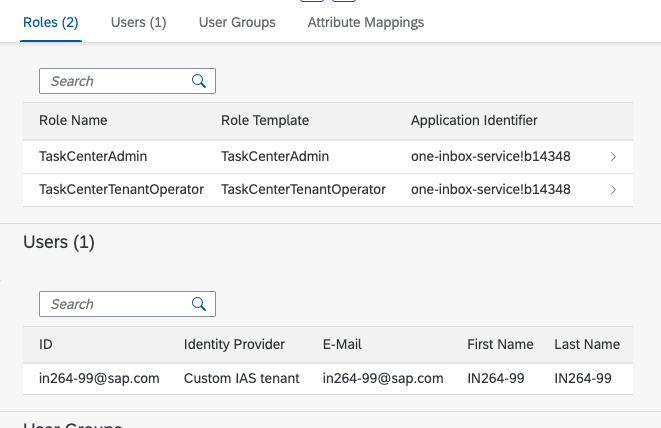 Roles (2) Users (1) User Groups Attribute Mappings
Search
Role Name Role Template Application Identifier
TaskCenterAdmin TaskCenterAdmin one-inbox-service!b14348
TaskCenterTenantOperator TaskCenterTenantOperator one-inbox-service!b14348
Users (1)
Search
ID Identity Provider E-Mail First Name Last Name
in264-99@sap.com Custom IAS tenant in264-99@sap.com IN264-99 IN264-99
User Groups